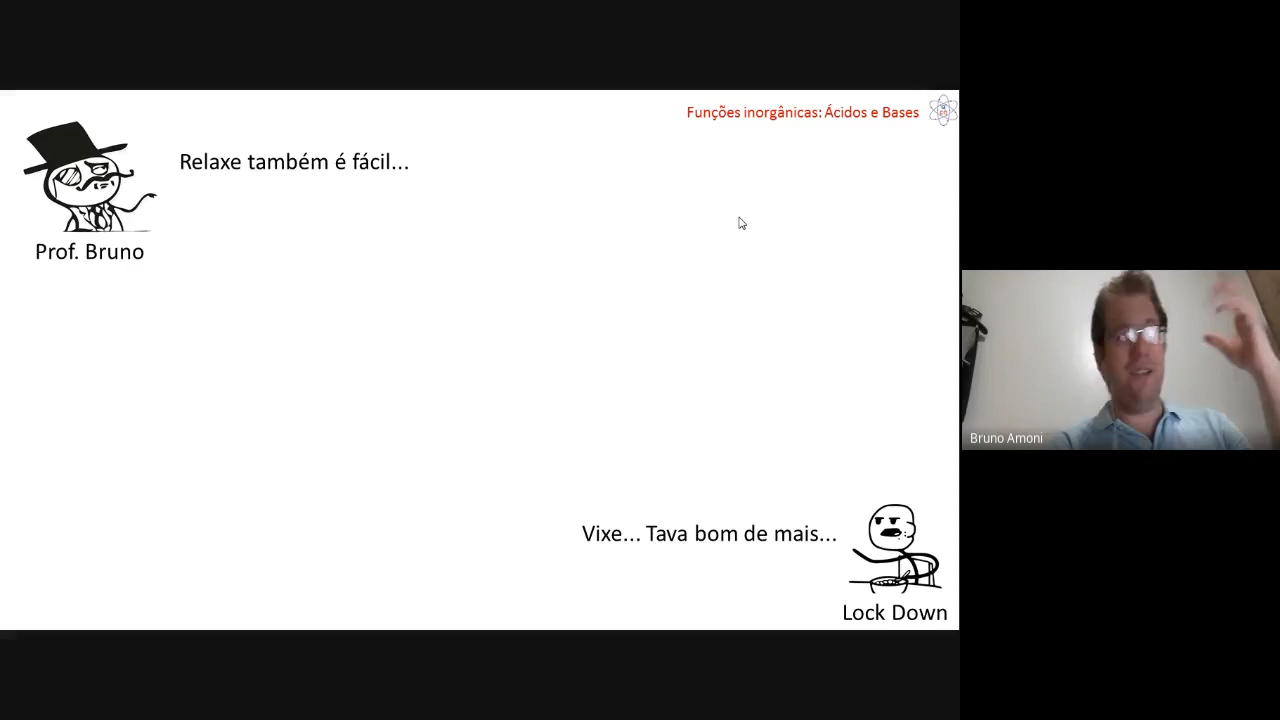 Funções inorgânicas: Ácidos e Bases
Relaxe também é fácil...
Prof. Bruno
Bruno Amoni
Vixe... Tava bom de mais...
Lock Down